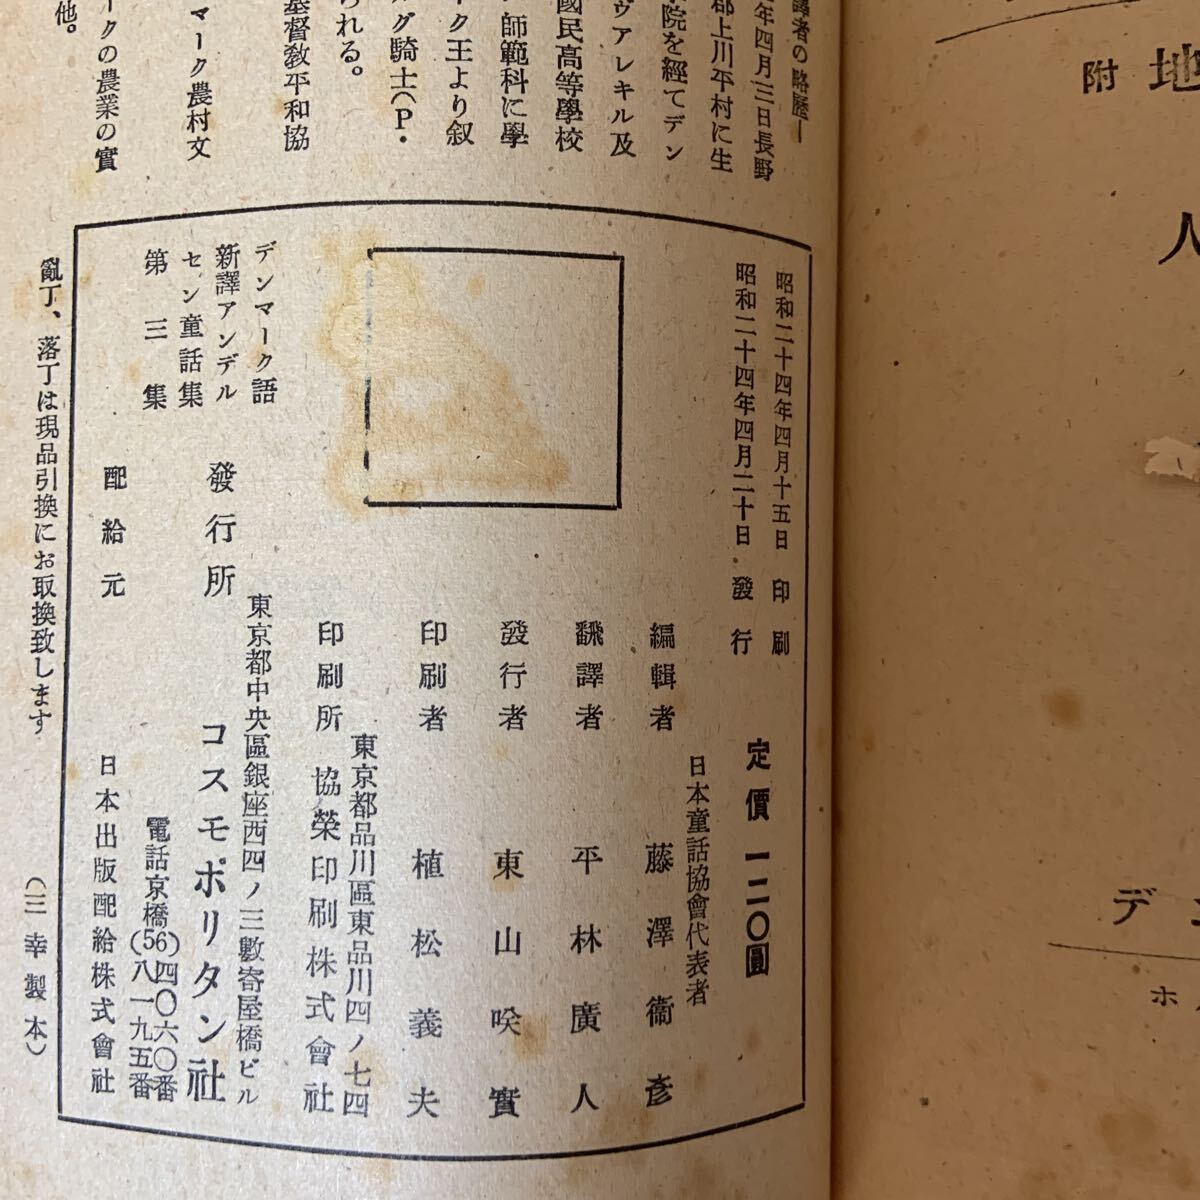 譯者の略歷―
年四月三日長野
郡上川平村に生
院を經てデン
ヴアレキル及
國民高等學校
師範科に學
ク王より叙
グ騎士(P・
られる。
基督教平和協
マーク農村文
ークの農業の實
他。
昭和二十四年四月十五日 印刷
昭和二十四年四月二十日 發行
定價 一二〇圓
日本童話協會代表者
編輯者 藤澤衞彥
飜譯者 平林廣人
發行者 東山咲實
印刷者 植松義夫
東京都品川區東品川四ノ七四
印刷所 協榮印刷株式會社
デンマーク語
新譯アンデル
セン童話集
第三集
東京都中央區銀座西四ノ三數寄屋橋ビル
發行所 コスモポリタン社
電話京橋(56)四〇六〇番
八一九五番
配給元 日本出版配給株式會社
亂丁、落丁は現品引換にお取換致します
(三幸製本)
附
地
人
デン
ホ